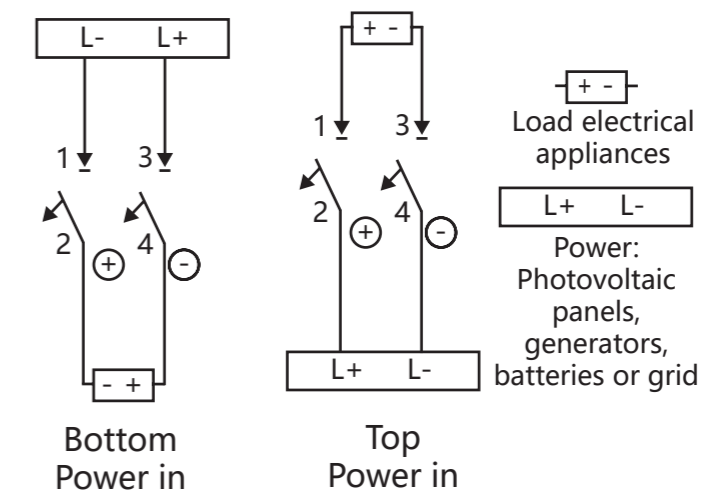 L- L+
1 3
2 4
+ -
- +
Bottom
Power in
+ -
1 3
2 4
+ -
L+ L-
Top
Power in
+ -
Load electrical
appliances
L+ L-
Power:
Photovoltaic
panels,
generators,
batteries or grid